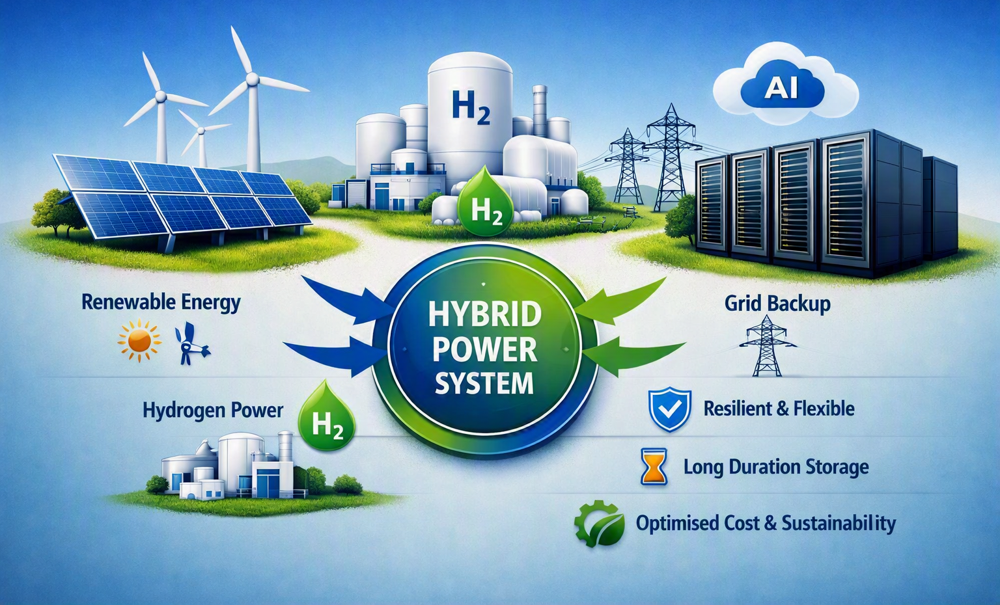 H₂
AI
H₂
HYBRID
POWER
SYSTEM
Renewable Energy
Grid Backup
Hydrogen Power
H₂
Resilient & Flexible
Long Duration Storage
Optimised Cost & Sustainability